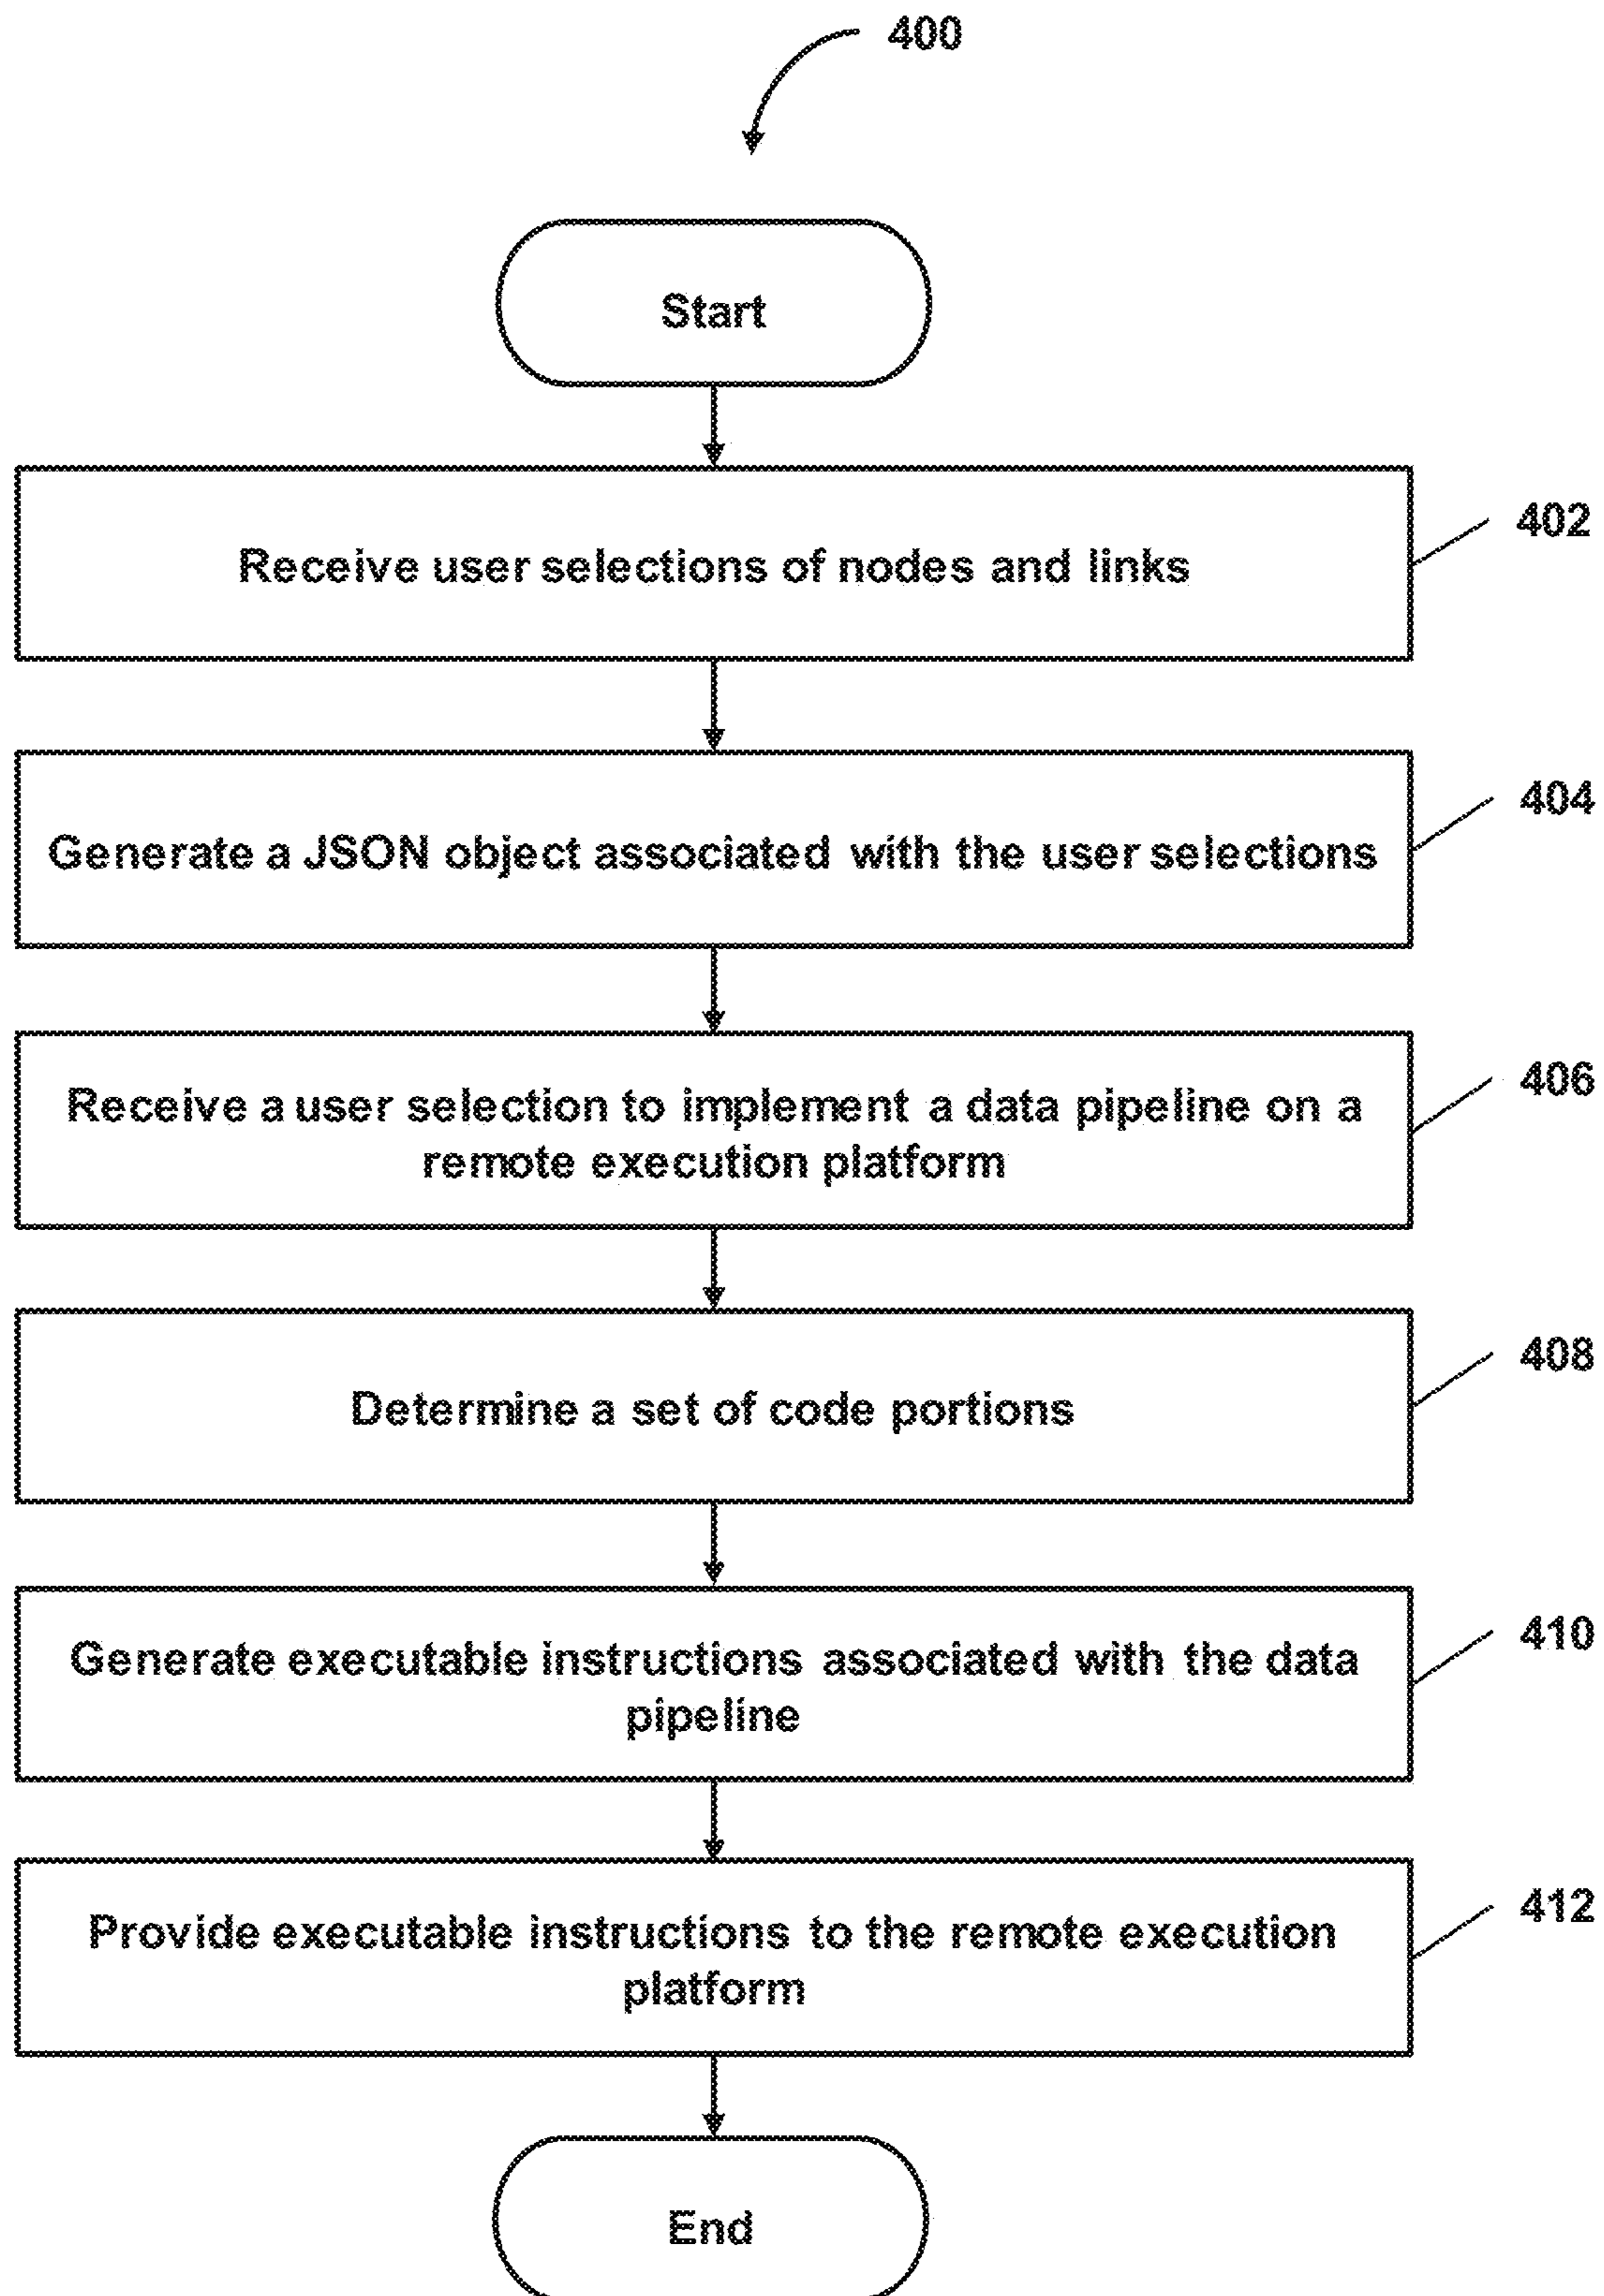 400
Start
Receive user selections of nodes and links
402
Generate a JSON object associated with the user selections
404
Receive a user selection to implement a data pipeline on a
remote execution platform
406
Determine a set of code portions
408
Generate executable instructions associated with the data
pipeline
410
Provide executable instructions to the remote execution
platform
412
End